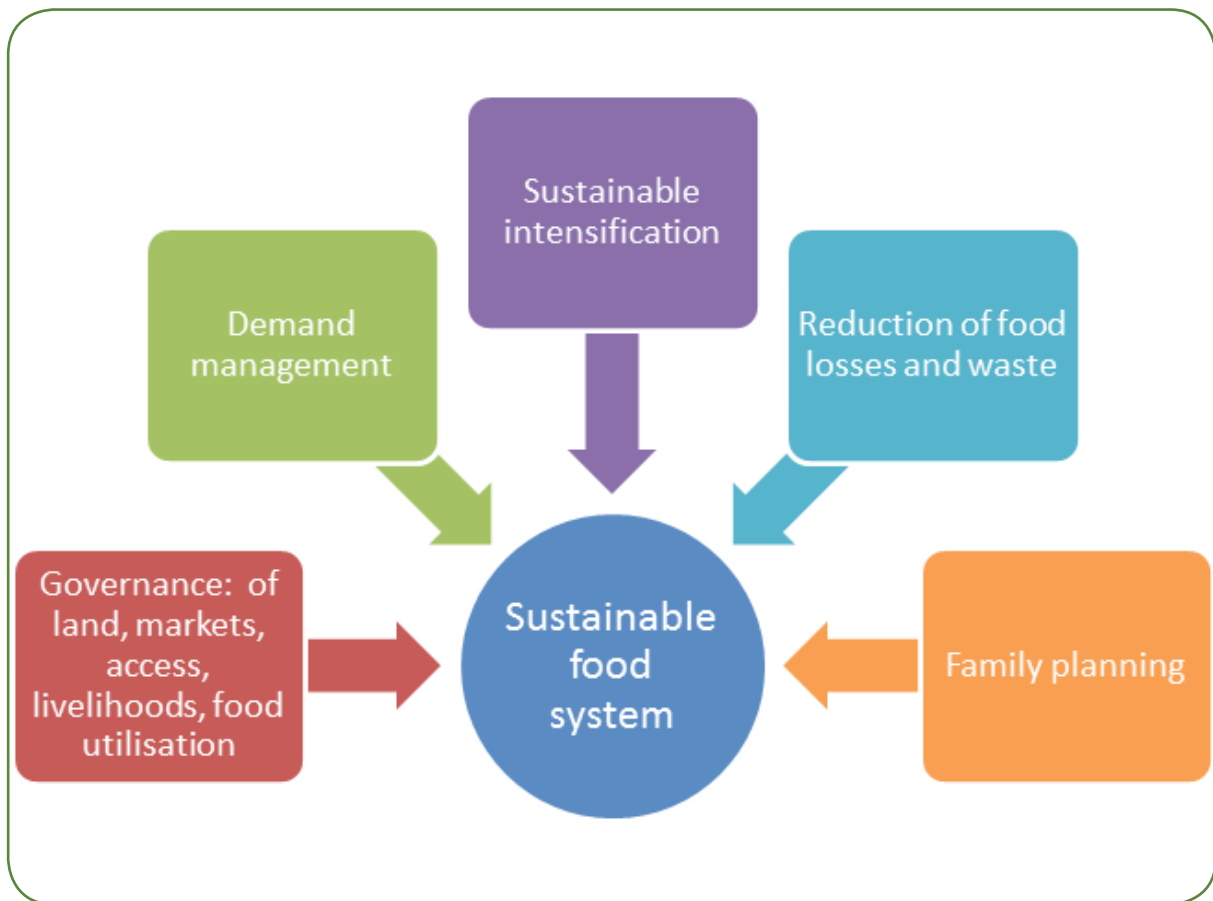 Sustainable
intensification
Demand
management
Reduction of food
losses and waste
Governance:  of
land, markets,
access,
livelihoods, food
utilisation
Sustainable
food
system
Family planning